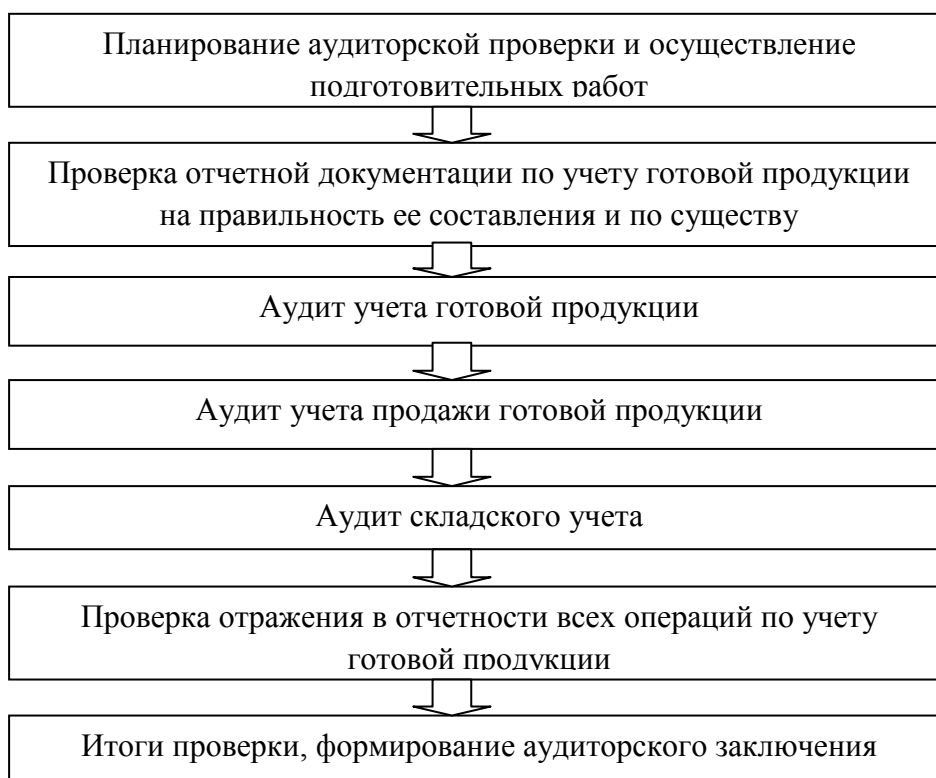 Планирование аудиторской проверки и осуществление
подготовительных работ
Проверка отчетной документации по учету готовой продукции
на правильность ее составления и по существу
Аудит учета готовой продукции
Аудит учета продажи готовой продукции
Аудит складского учета
Проверка отражения в отчетности всех операций по учету
готовой продукции
Итоги проверки, формирование аудиторского заключения